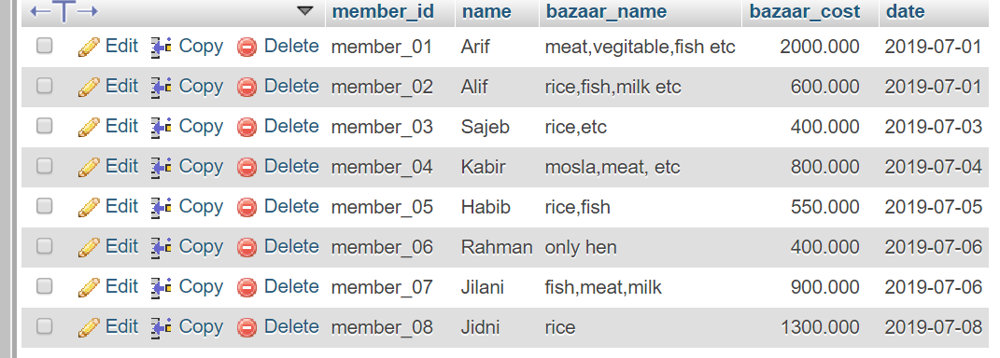 member_id name bazaar_name bazaar_cost date
Edit Copy Delete member_01 Arif meat,vegitable,fish etc 2000.000 2019-07-01
Edit Copy Delete member_02 Alif rice,fish,milk etc 600.000 2019-07-01
Edit Copy Delete member_03 Sajeb rice,etc 400.000 2019-07-03
Edit Copy Delete member_04 Kabir mosla,meat, etc 800.000 2019-07-04
Edit Copy Delete member_05 Habib rice,fish 550.000 2019-07-05
Edit Copy Delete member_06 Rahman only hen 400.000 2019-07-06
Edit Copy Delete member_07 Jilani fish,meat,milk 900.000 2019-07-06
Edit Copy Delete member_08 Jidni rice 1300.000 2019-07-08